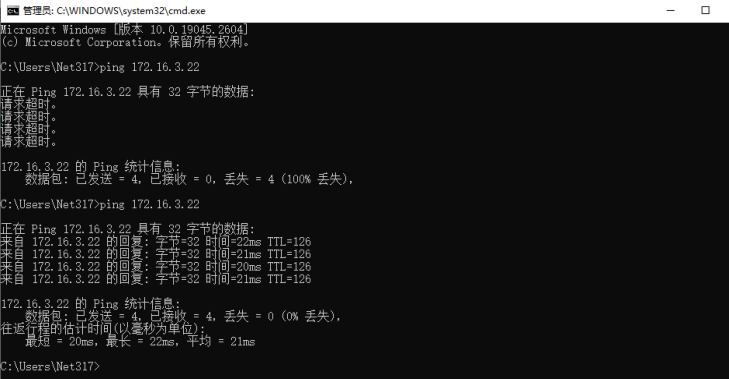 管理员: C:\WINDOWS\system32\cmd.exe
Microsoft Windows [版本 10.0.19045.2604]
(c) Microsoft Corporation。保留所有权利。
C:\Users\Net317>ping 172.16.3.22
正在 Ping 172.16.3.22 具有 32 字节的数据:
请求超时。
请求超时。
请求超时。
请求超时。
172.16.3.22 的 Ping 统计信息:
数据包: 已发送 = 4，已接收 = 0，丢失 = 4 (100% 丢失)，
C:\Users\Net317>ping 172.16.3.22
正在 Ping 172.16.3.22 具有 32 字节的数据:
来自 172.16.3.22 的回复: 字节=32 时间=22ms TTL=126
来自 172.16.3.22 的回复: 字节=32 时间=21ms TTL=126
来自 172.16.3.22 的回复: 字节=32 时间=20ms TTL=126
来自 172.16.3.22 的回复: 字节=32 时间=21ms TTL=126
172.16.3.22 的 Ping 统计信息:
数据包: 已发送 = 4，已接收 = 4，丢失 = 0 (0% 丢失)，
往返行程的估计时间(以毫秒为单位):
最短 = 20ms，最长 = 22ms，平均 = 21ms
C:\Users\Net317>